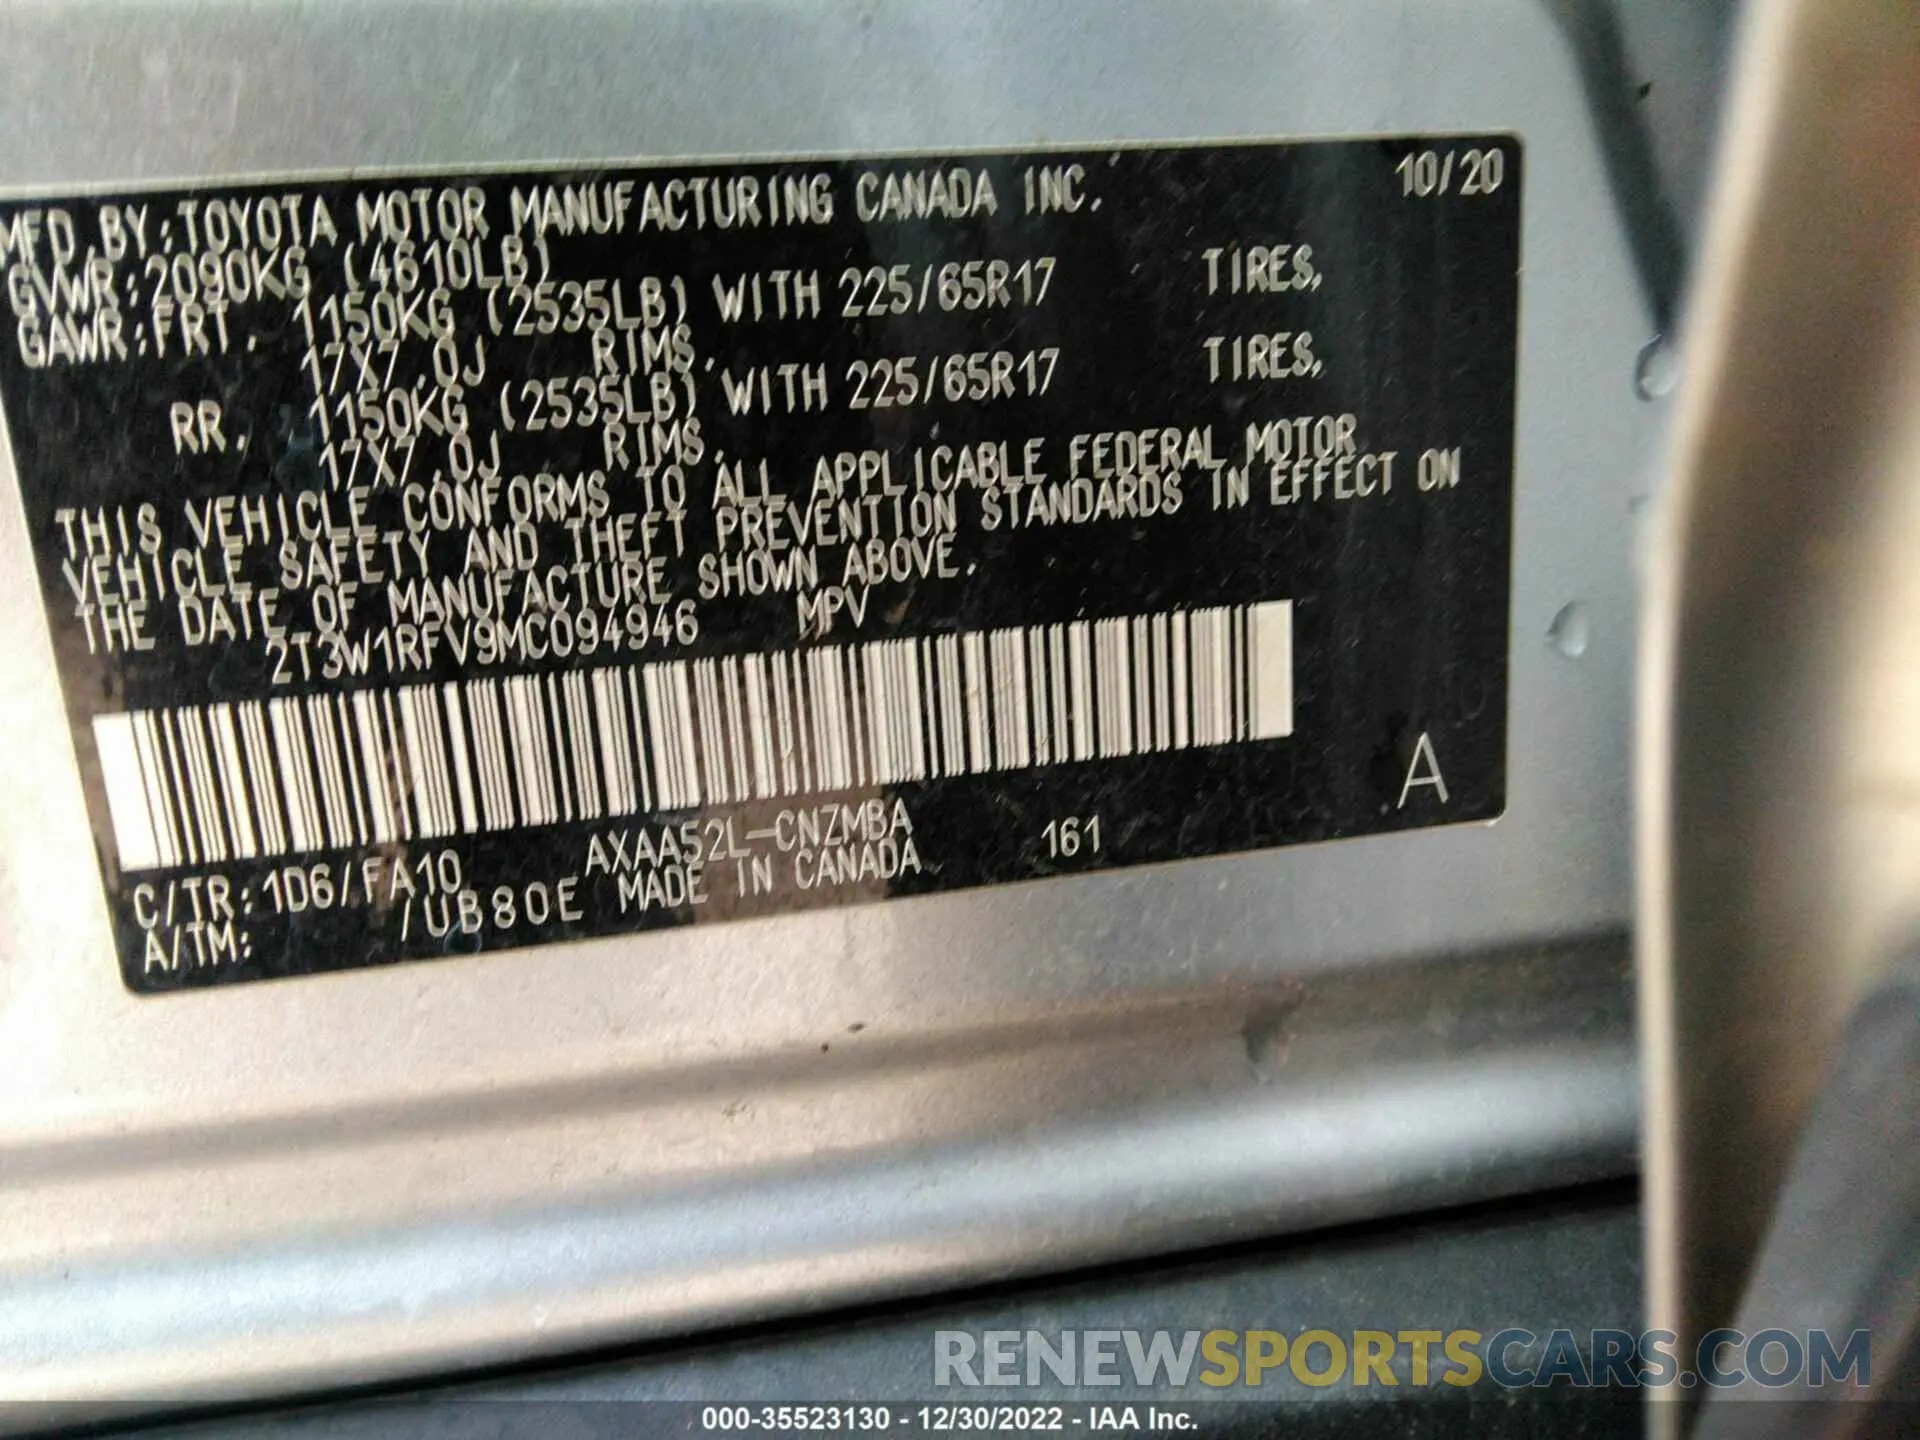 MFD.BY:TOYOTA MOTOR MANUFACTURING CANADA INC. 10/20
GVWR:2090KG (4610LB)
GAWR:FRT. 1150KG (2535LB) WITH 225/65R17 TIRES,
17X7.0J RIMS.
RR. 1150KG (2535LB) WITH 225/65R17 TIRES,
17X7.0J RIMS.
THIS VEHICLE CONFORMS TO ALL APPLICABLE FEDERAL MOTOR
VEHICLE SAFETY AND THEFT PREVENTION STANDARDS IN EFFECT ON
THE DATE OF MANUFACTURE SHOWN ABOVE.
2T3W1RFV9MC094946 MPV
A
C/TR:1D6/FA10 AXAA52L-CNZMBA 161
A/TM: /UB80E MADE IN CANADA
RENEWSPORTSCARS.COM
000-35523130 - 12/30/2022 - IAA Inc.